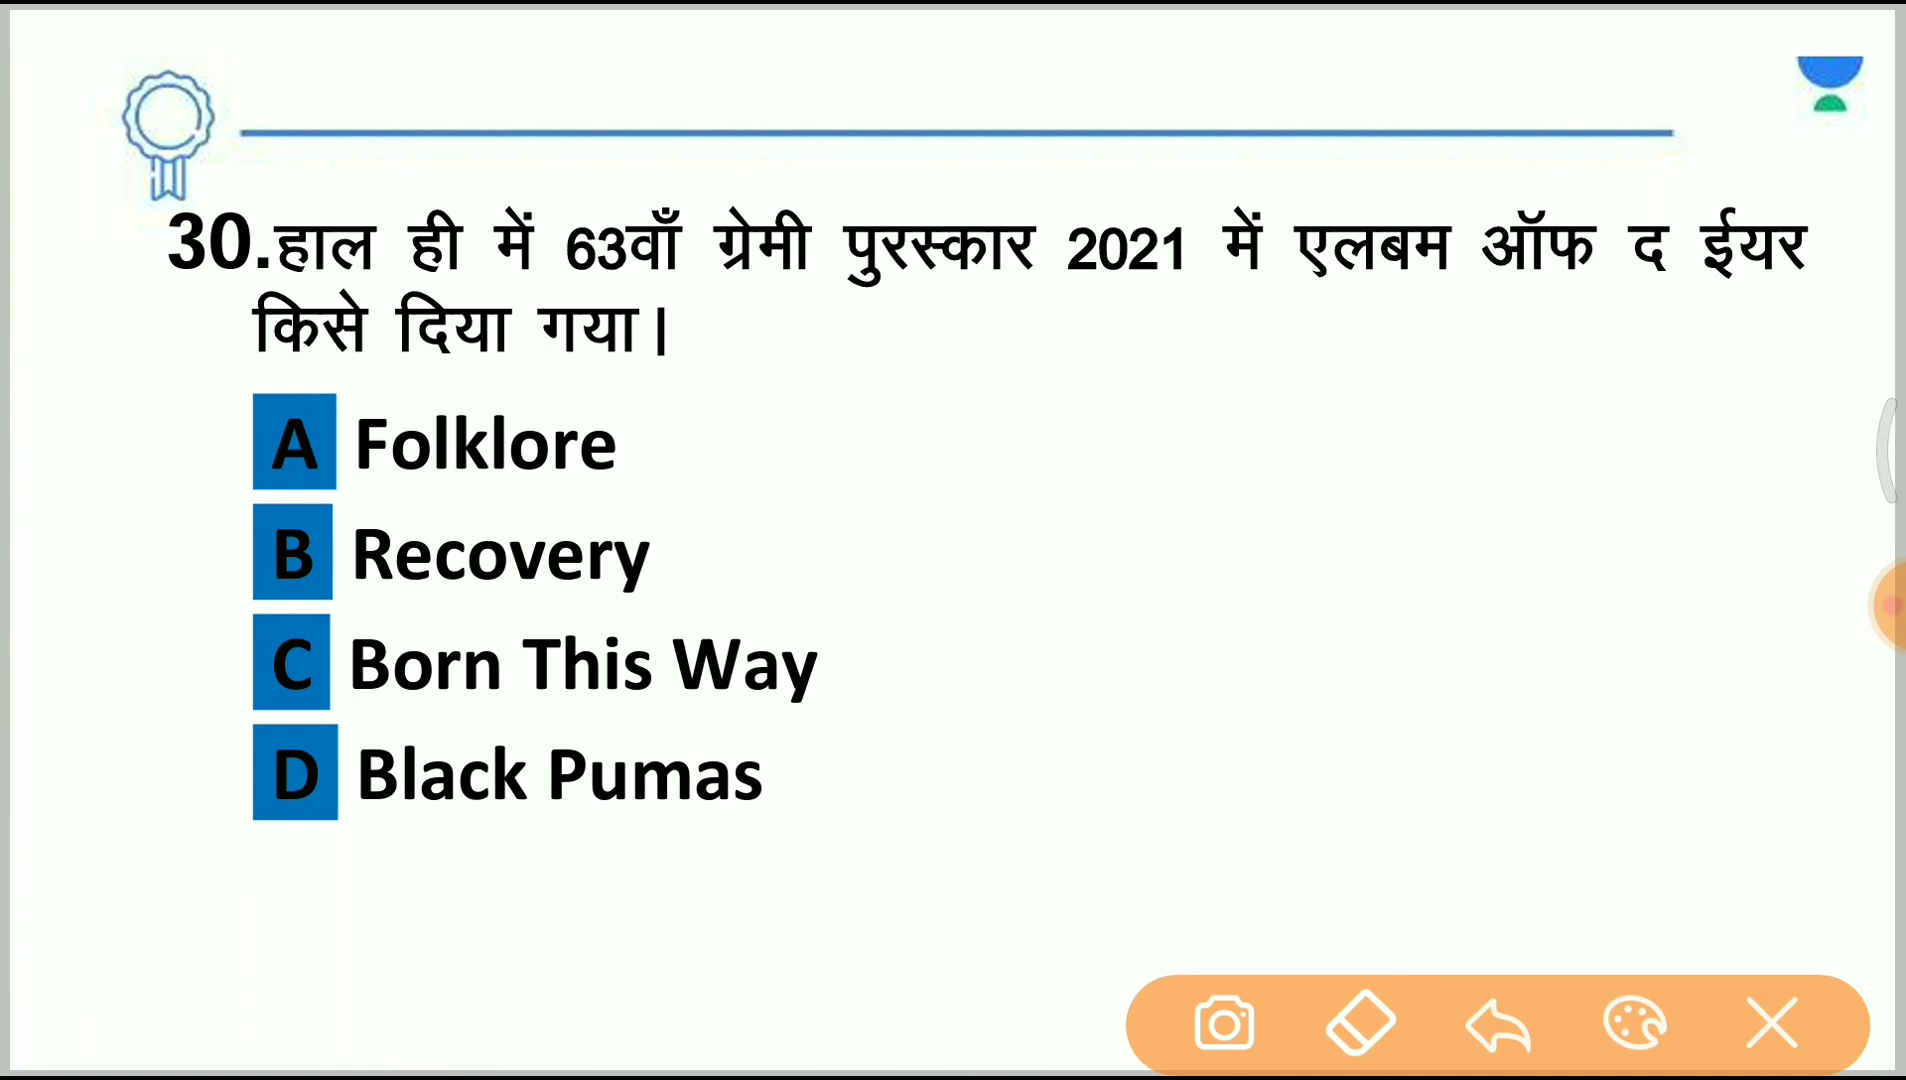 30.हाल ही में 63वाँ ग्रेमी पुरस्कार 2021 में एलबम ऑफ द ईयर
किसे दिया गया।
A Folklore
B Recovery
C Born This Way
D Black Pumas